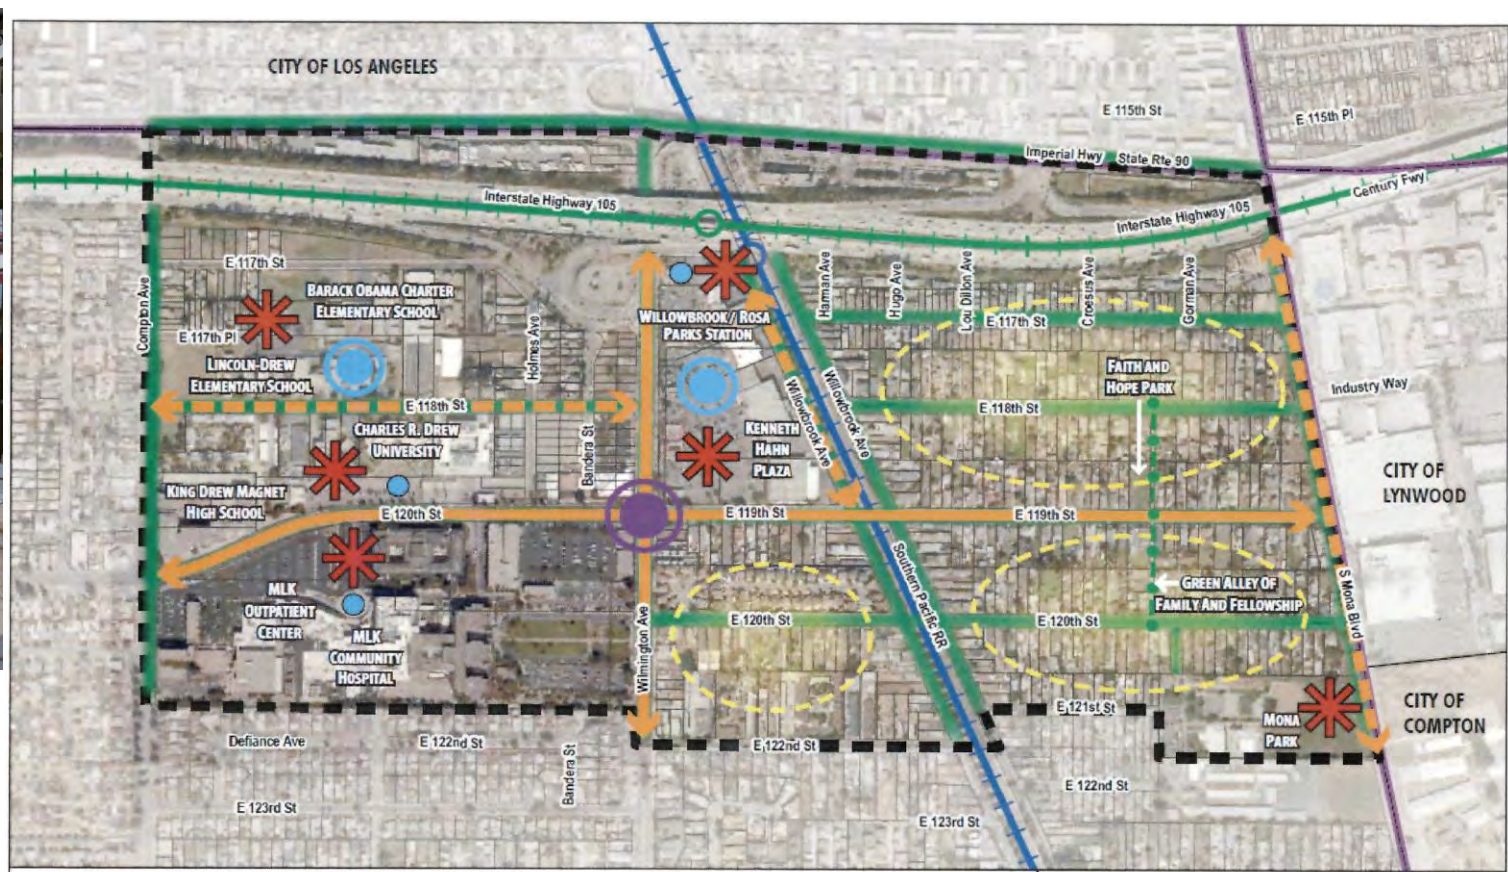 CITY OF LOS ANGELES
E 115th St
E 115th Pl
Imperial Hwy
State Rte 90
Century Fwy
Interstate Highway 105
Interstate Highway 105
E 117th St
Compton Ave
BARACK OBAMA CHARTER
ELEMENTARY SCHOOL
E 117th Pl
LINCOLN-DREW
ELEMENTARY SCHOOL
Holmes Ave
WILLOWBROOK / ROSA
PARKS STATION
Harman Ave
Hugo Ave
Lou Dillon Ave
Croesus Ave
Gorman Ave
E 117th St
FAITH AND
HOPE PARK
Industry Way
E 118th St
E 118th St
CHARLES R. DREW
UNIVERSITY
Bandera St
KENNETH
HAHN
PLAZA
Willowbrook Ave
Willowbrook Ave
CITY OF
LYNWOOD
KING DREW MAGNET
HIGH SCHOOL
E 120th St
E 119th St
E 119th St
Southern Pacific RR
MLK
OUTPATIENT
CENTER
MLK
COMMUNITY
HOSPITAL
Wilmington Ave
E 120th St
E 120th St
GREEN ALLEY OF
FAMILY AND FELLOWSHIP
S Mona Blvd
E 121st St
MONA
PARK
CITY OF
COMPTON
Defiance Ave
E 122nd St
Bandera St
E 122nd St
E 122nd St
E 123rd St
E 123rd St